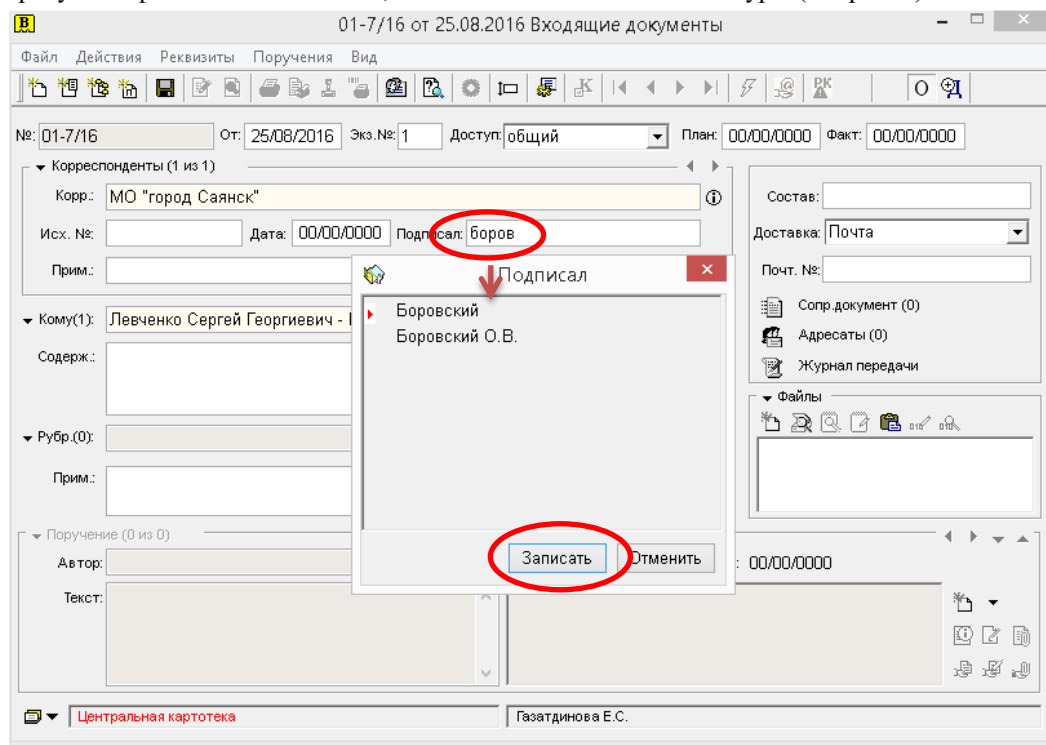 01-7/16 от 25.08.2016 Входящие документы
Файл Действия Реквизиты Поручения Вид
№: 01-7/16 От: 25/08/2016 Экз.№: 1 Доступ: общий План: 00/00/0000 Факт: 00/00/0000
Корреспонденты (1 из 1)
Корр.: МО "город Саянск" Состав:
Исх. №: Дата: 00/00/0000 Подписал: боров Доставка: Почта
Прим.: Подписал Почт. №:
Боровский
Боровский О.В.
Сопр.документ (0)
Кому(1): Левченко Сергей Георгиевич -
Адресаты (0)
Содерж.: Журнал передачи
Файлы
Рубр.(0):
Прим.:
Поручение (0 из 0)
Записать Отменить
Автор: : 00/00/0000
Текст:
Центральная картотека Газатдинова Е.С.